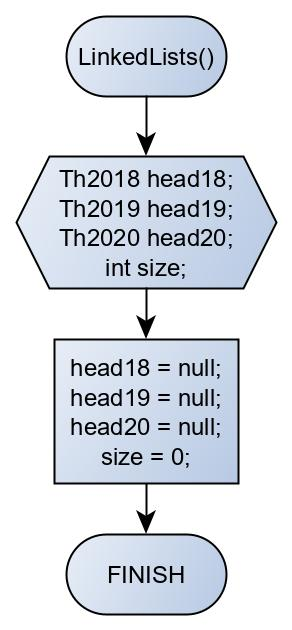 LinkedLists()
Th2018 head18;
Th2019 head19;
Th2020 head20;
int size;
head18 = null;
head19 = null;
head20 = null;
size = 0;
FINISH